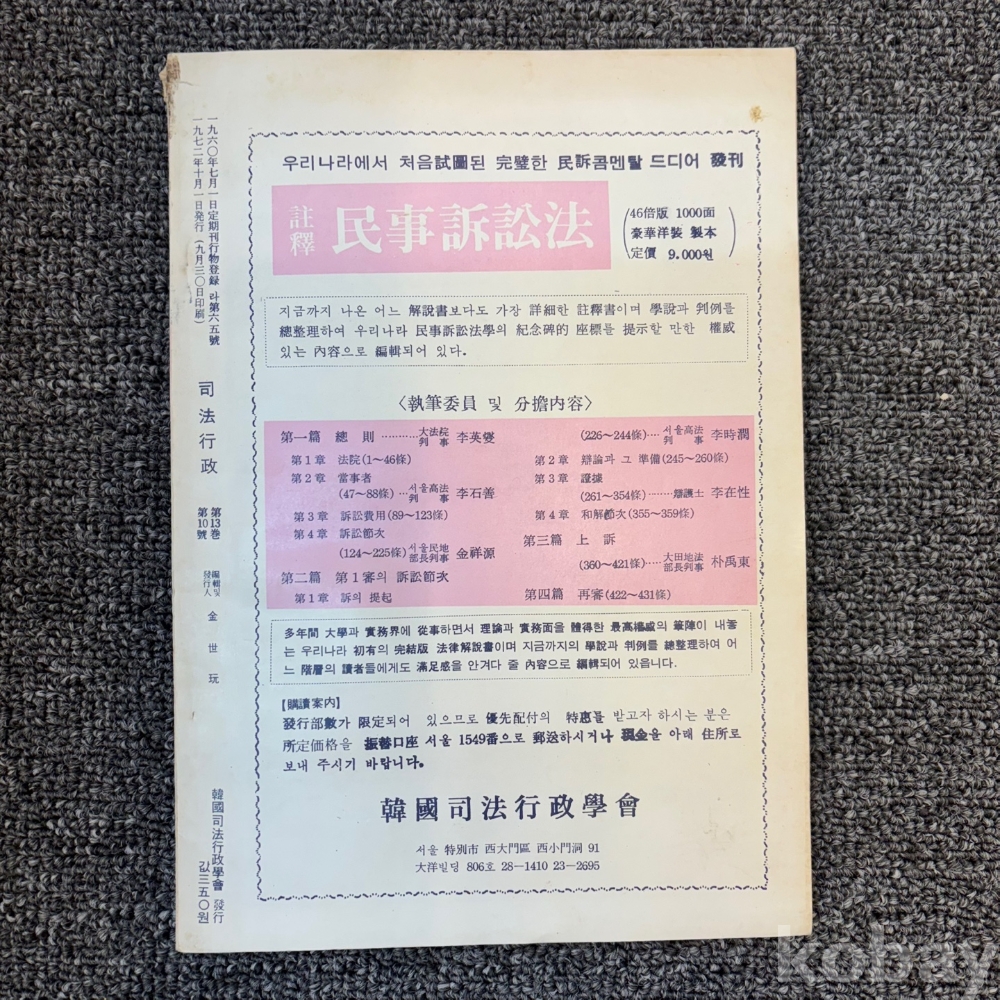 우리나라에서 처음試圖된 完璧한 民訴콤멘탈 드디어 發刊
註釋 民事訴訟法
(46倍版 1000面
豪華洋裝 製本
定價 9.000원)
지금까지 나온 어느 解說書보다도 가장 詳細한 註釋書이며 學說과 判例를
總整理하여 우리나라 民事訴訟法學의 紀念碑的 座標를 提示할 만한 權威
있는 內容으로 編輯되어 있다.
〈執筆委員 및 分擔内容〉
第一篇 總則 ………… 大法院判事 李英燮
第1章 法院(1~46條)
第2章 當事者
(47~88條) … 서울高法判事 李石善
第3章 訴訟費用(89~123條)
第4章 訴訟節次
(124~225條) 서울民地部長判事 金祥源
第二篇 第1審의 訴訟節次
第1章 訴의 提起
(226~244條) … 서울高法判事 李時潤
第2章 辯論과 그 準備(245~260條)
第3章 證據
(261~354條) ……… 辯護士 李在性
第4章 和解節次(355~359條)
第三篇 上訴
(360~421條) … 大田地法部長判事 朴禹東
第四篇 再審(422~431條)
多年間 大學과 實務界에 從事하면서 理論과 實務面을 體得한 最高權威의 筆陣이 내놓
는 우리나라 初有의 完結版 法律解說書이며 지금까지의 學說과 判例를 總整理하여 어
느 階層의 讀者들에게도 滿足感을 안겨다 줄 內容으로 編輯되어 있읍니다.
【購讀案内】
發行部數가 限定되어 있으므로 優先配付의 特惠를 받고자 하시는 분은
所定価格을 振替口座 서울 1549番으로 郵送하시거나 現金을 아래 住所로
보내 주시기 바랍니다.
韓國司法行政學會
서울 特別市 西大門區 西小門洞 91
大洋빌딩 806호 28-1410 23-2695
一九六〇年七月一日定期刊行物登録 라第六五號
一九七二年十月一日発行(九月三〇日印刷)
司法行政
第13巻
第10號
編輯및
發行人
金世玩
韓國司法行政學會 發行
값三五〇원
kobay